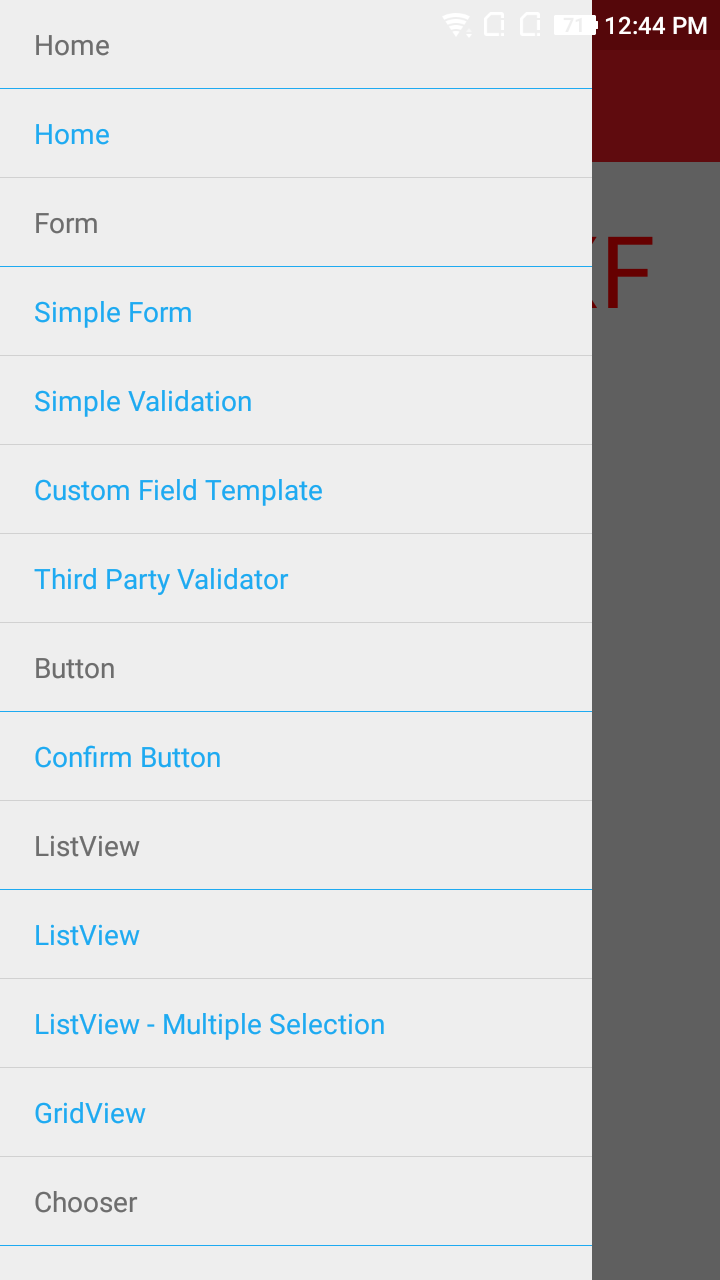 71 12:44 PM
Home
Home
Form
F
Simple Form
Simple Validation
Custom Field Template
Third Party Validator
Button
Confirm Button
ListView
ListView
ListView - Multiple Selection
GridView
Chooser